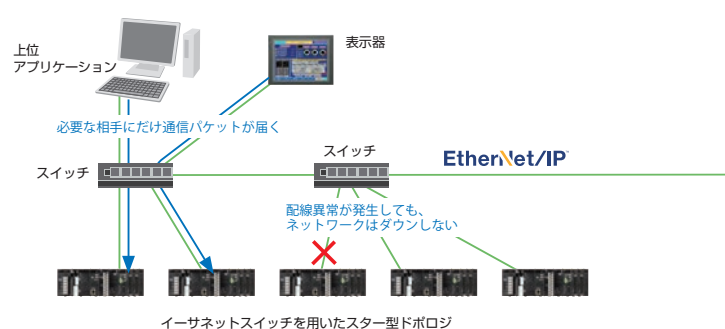 上位
アプリケーション
表示器
必要な相手にだけ通信パケットが届く
スイッチ
スイッチ
EtherNet/IP
配線異常が発生しても、
ネットワークはダウンしない
イーサネットスイッチを用いたスター型ドポロジ